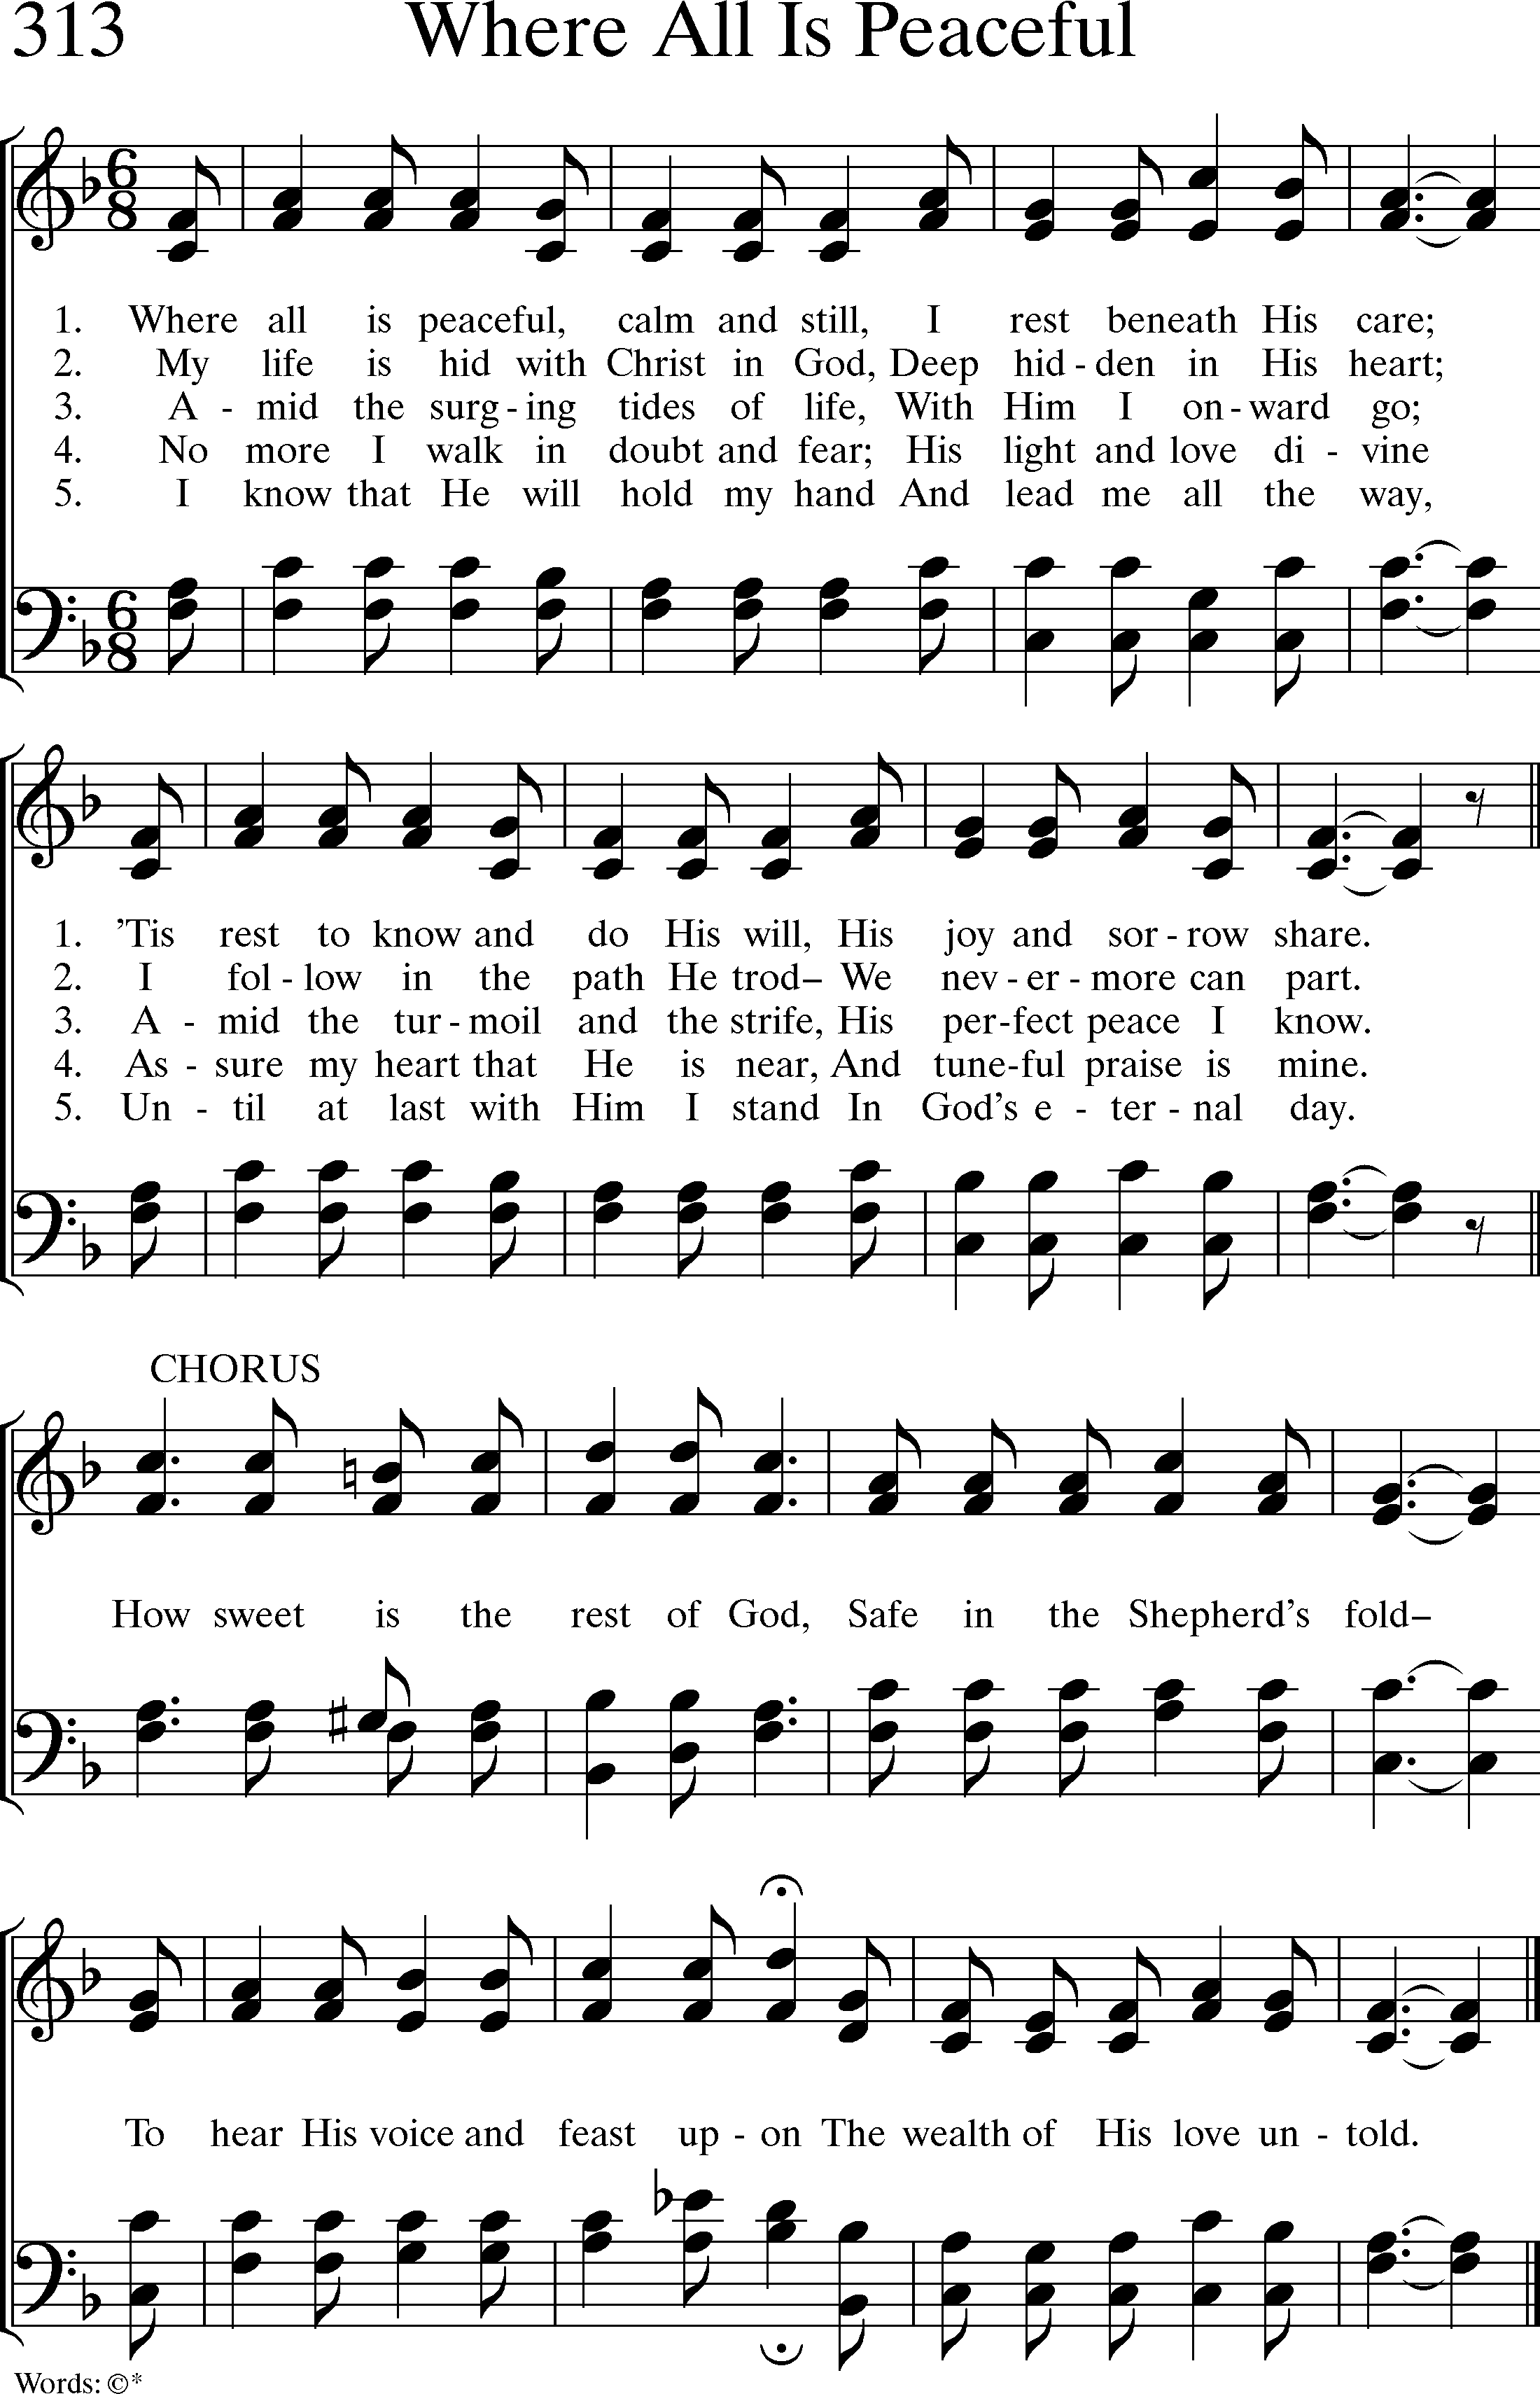 313 Where All Is Peaceful
1. Where all is peaceful, calm and still, I rest beneath His care;
2. My life is hid with Christ in God, Deep hid - den in His heart;
3. A - mid the surg - ing tides of life, With Him I on - ward go;
4. No more I walk in doubt and fear; His light and love di - vine
5. I know that He will hold my hand And lead me all the way,
1. ’Tis rest to know and do His will, His joy and sor - row share.
2. I fol - low in the path He trod– We nev - er - more can part.
3. A - mid the tur - moil and the strife, His per - fect peace I know.
4. As - sure my heart that He is near, And tune - ful praise is mine.
5. Un - til at last with Him I stand In God’s e - ter - nal day.
CHORUS
How sweet is the rest of God, Safe in the Shepherd’s fold–
To hear His voice and feast up - on The wealth of His love un - told.
Words: ©*